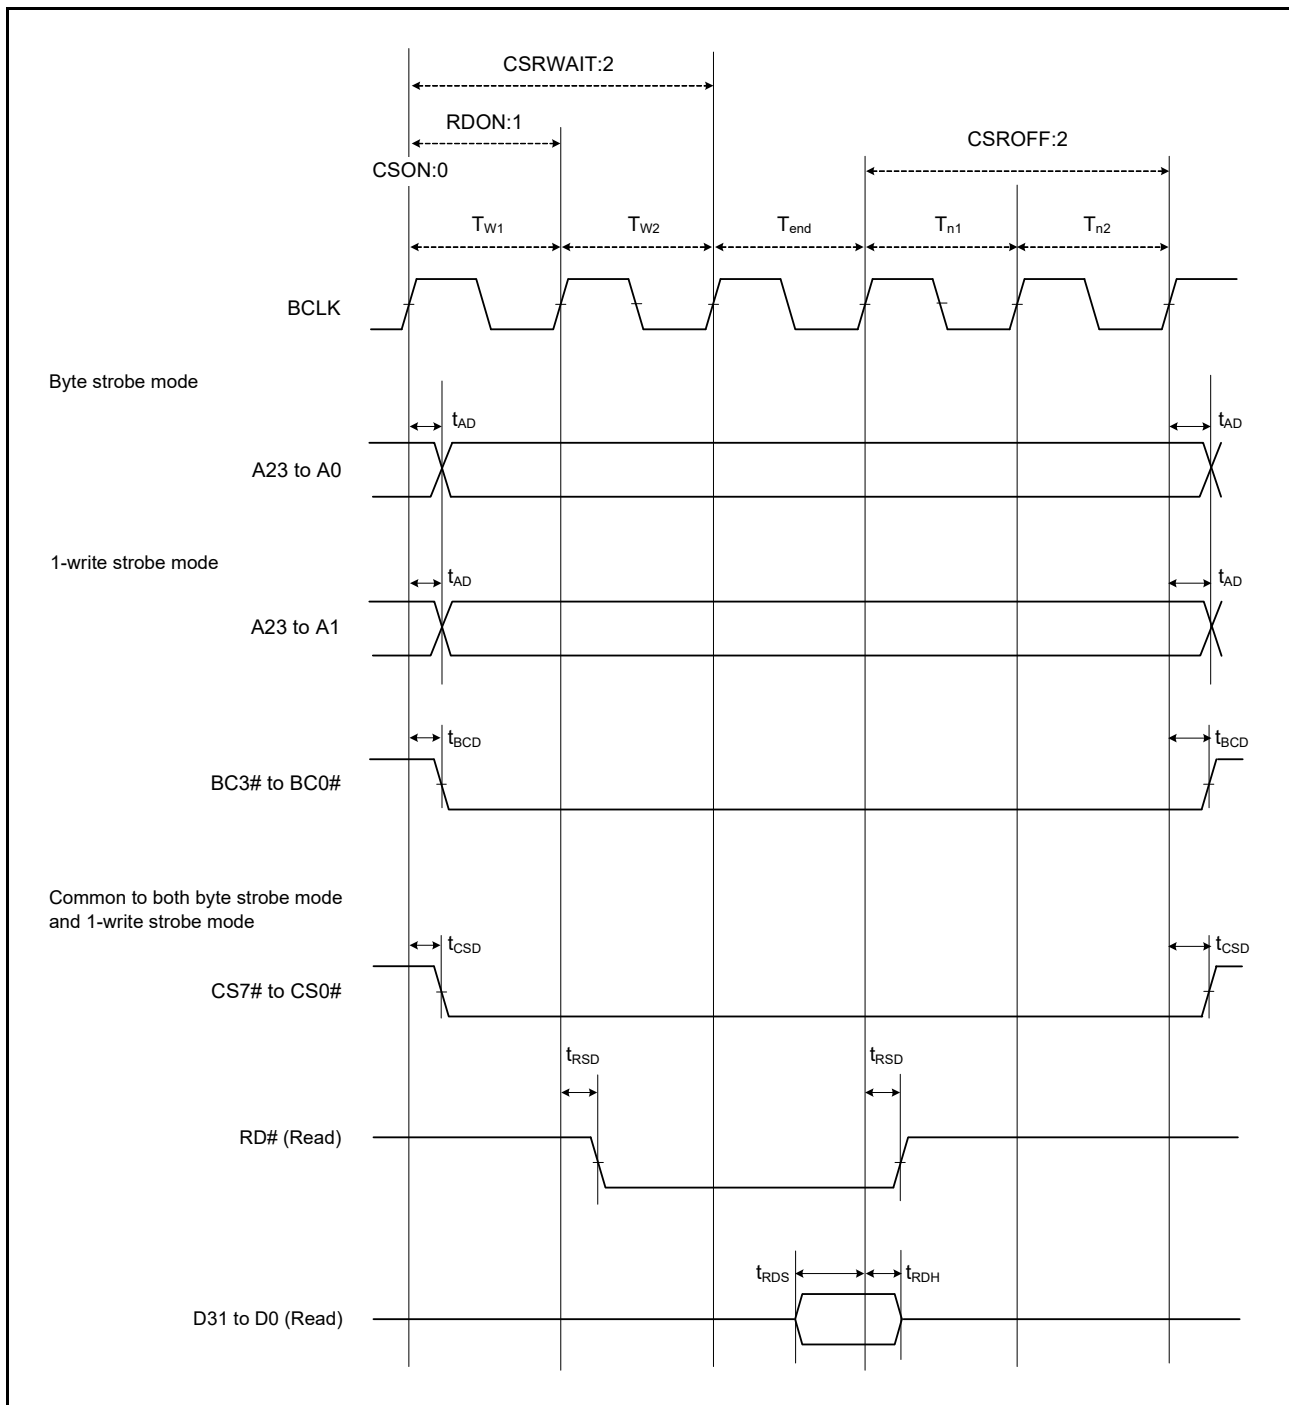 CSRWAIT:2
RDON:1
CSROFF:2
CSON:0
TW1 TW2 Tend Tn1 Tn2
BCLK
Byte strobe mode
tAD tAD
A23 to A0
1-write strobe mode
tAD tAD
A23 to A1
tBCD tBCD
BC3# to BC0#
Common to both byte strobe mode
and 1-write strobe mode
tCSD tCSD
CS7# to CS0#
tRSD tRSD
RD# (Read)
tRDS tRDH
D31 to D0 (Read)